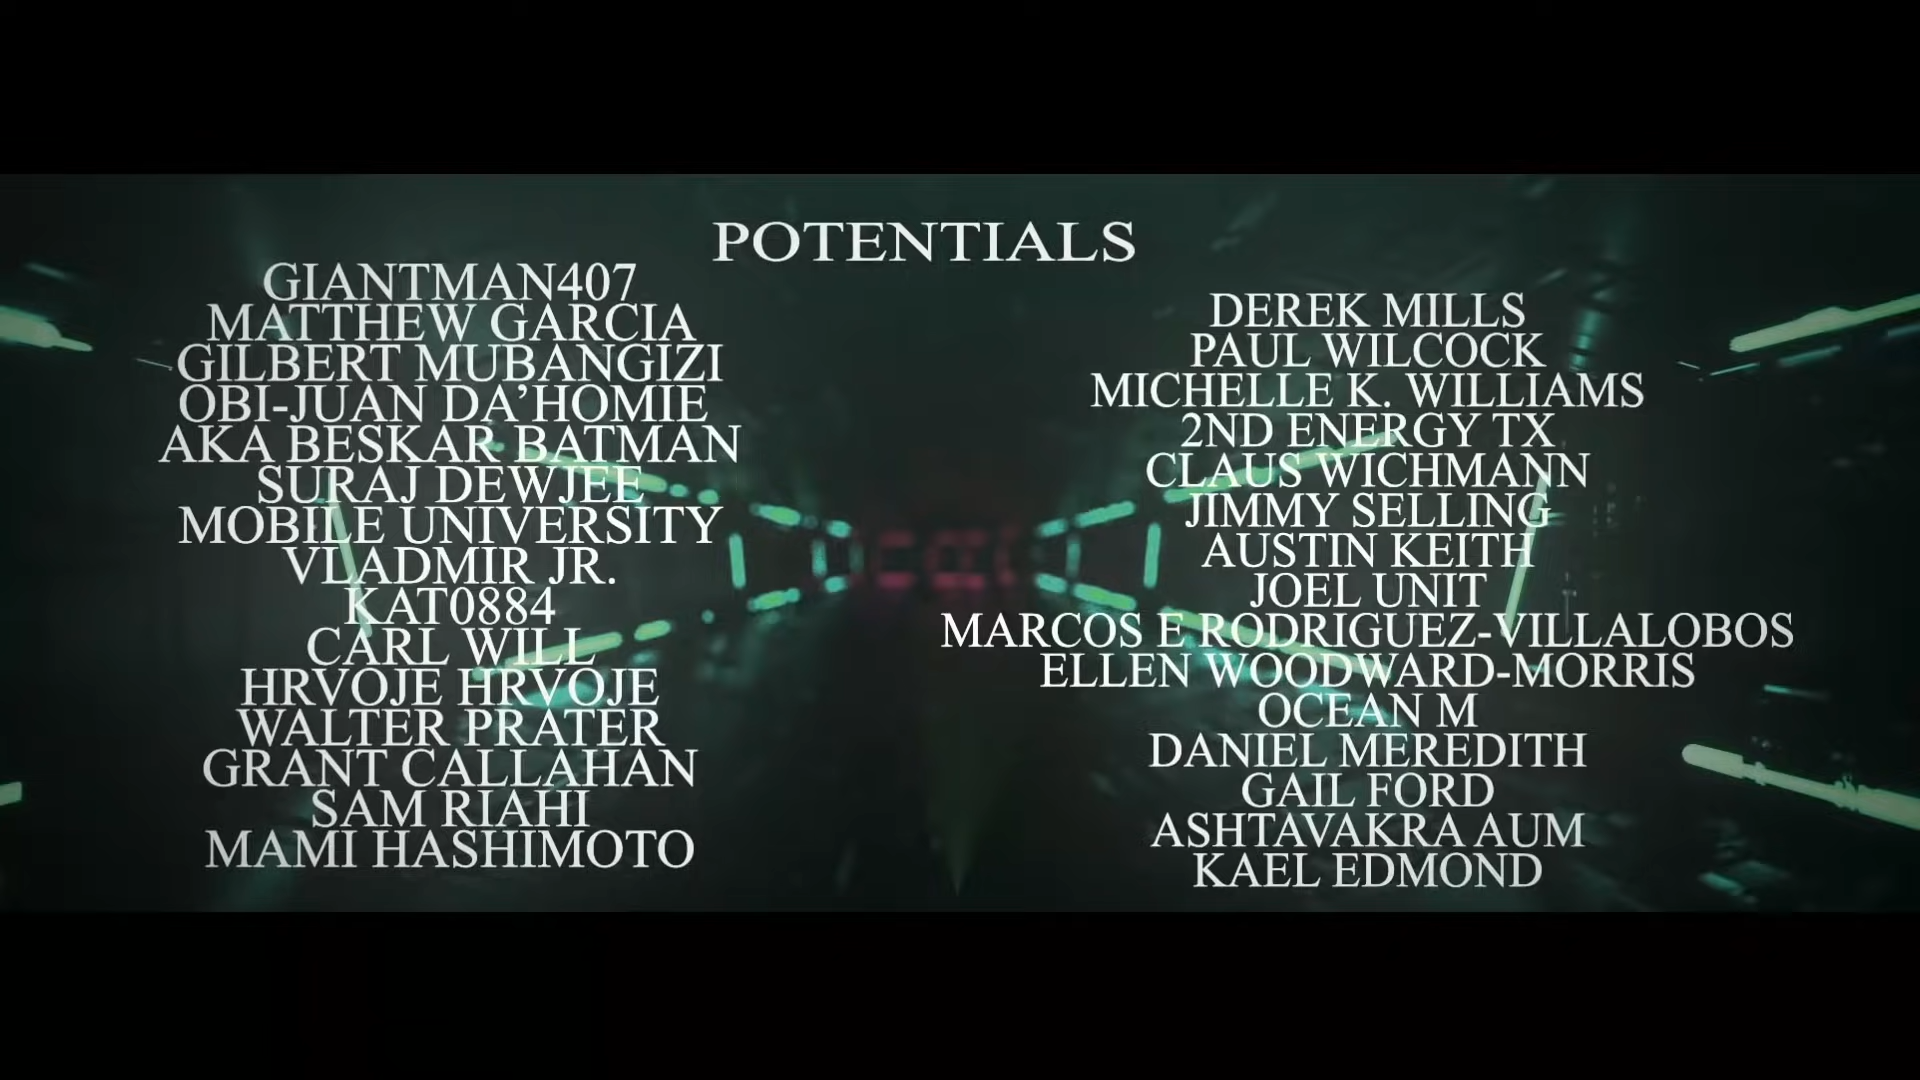 POTENTIALS
GIANTMAN407
MATTHEW GARCIA
GILBERT MUBANGIZI
OBI-JUAN DA’HOMIE
AKA BESKAR BATMAN
SURAJ DEWJEE
MOBILE UNIVERSITY
VLADMIR JR.
KAT0884
CARL WILL
HRVOJE HRVOJE
WALTER PRATER
GRANT CALLAHAN
SAM RIAHI
MAMI HASHIMOTO
DEREK MILLS
PAUL WILCOCK
MICHELLE K. WILLIAMS
2ND ENERGY TX
CLAUS WICHMANN
JIMMY SELLING
AUSTIN KEITH
JOEL UNIT
MARCOS E RODRIGUEZ-VILLALOBOS
ELLEN WOODWARD-MORRIS
OCEAN M
DANIEL MEREDITH
GAIL FORD
ASHTAVAKRA AUM
KAEL EDMOND